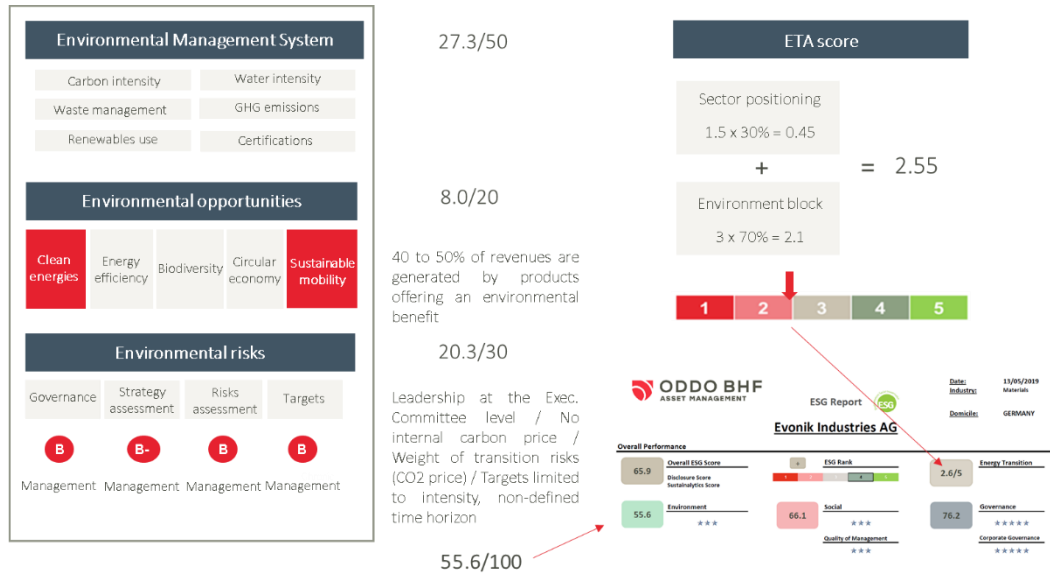 Environmental Management System
Carbon intensity
Water intensity
Waste management
GHG emissions
Renewables use
Certifications
27.3/50
Environmental opportunities
Clean
energies
Energy
efficiency
Biodiversity
Circular
economy
Sustainable
mobility
8.0/20
40 to 50% of revenues are
generated by products
offering an environmental
benefit
Environmental risks
Governance
Strategy
assessment
Risks
assessment
Targets
B
B-
B
B
Management
Management
Management
Management
20.3/30
Leadership at the Exec.
Committee level / No
internal carbon price /
Weight of transition risks
(CO2 price) / Targets limited
to intensity, non-defined
time horizon
55.6/100
ETA score
Sector positioning
1.5 x 30% = 0.45
+
Environment block
3 x 70% = 2.1
= 2.55
1 2 3 4 5
ODDO BHF
ASSET MANAGEMENT
ESG Report
ESG
Date: 13/05/2019
Industry: Materials
Domicile: GERMANY
Evonik Industries AG
Overall Performance
65.9
Overall ESG Score
Disclosure Score
Sustainalytics Score
ESG Rank
2.6/5
Energy Transition
55.6
Environment
66.1
Social
Quality of Management
76.2
Governance
Corporate Governance